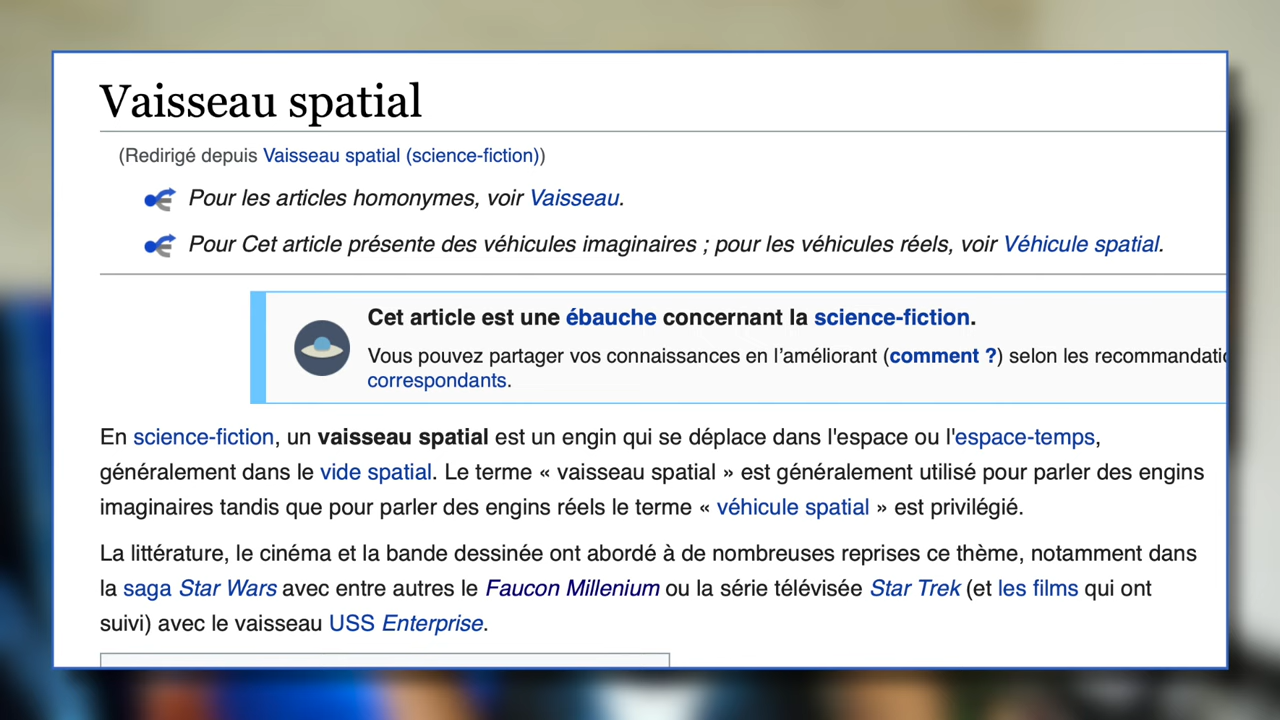 Vaisseau spatial
(Redirigé depuis Vaisseau spatial (science-fiction))
Pour les articles homonymes, voir Vaisseau.
Pour Cet article présente des véhicules imaginaires ; pour les véhicules réels, voir Véhicule spatial.
Cet article est une ébauche concernant la science-fiction.
Vous pouvez partager vos connaissances en l'améliorant (comment ?) selon les
correspondants.
En science-fiction, un vaisseau spatial est un engin qui se déplace dans l'espace ou l'espace-temps,
généralement dans le vide spatial. Le terme « vaisseau spatial » est généralement utilisé pour parler des engins
imaginaires tandis que pour parler des engins réels le terme « véhicule spatial » est privilégié.
La littérature, le cinéma et la bande dessinée ont abordé à de nombreuses reprises ce thème, notamment dans
la saga Star Wars avec entre autres le Faucon Millenium ou la série télévisée Star Trek (et les films qui ont
suivi) avec le vaisseau USS Enterprise.